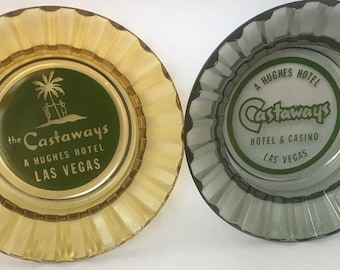 the Castaways
A HUGHES HOTEL
LAS VEGAS
A HUGHES HOTEL
Castaways
HOTEL & CASINO
LAS VEGAS